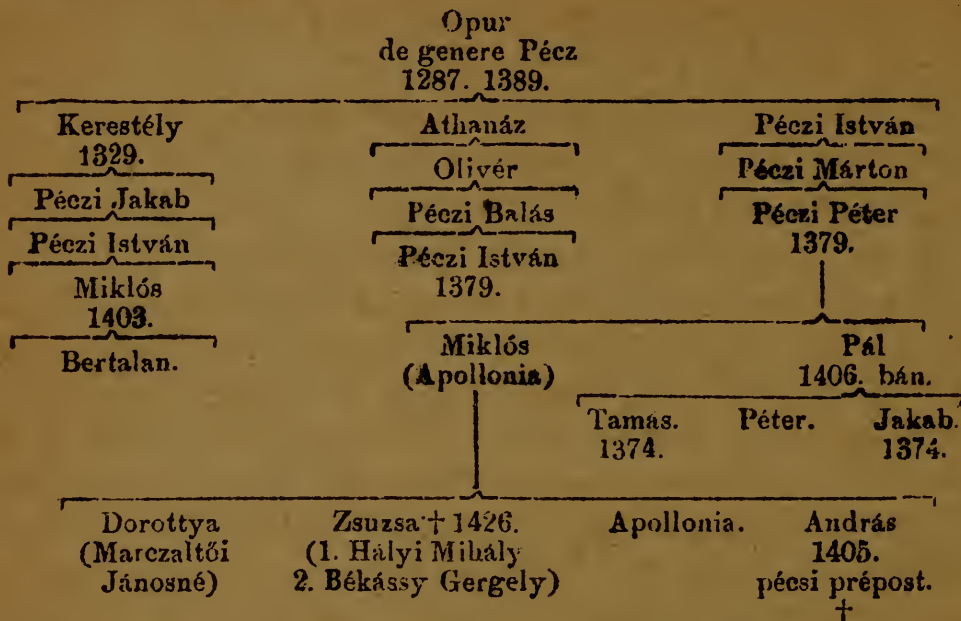 Opur
de genere Pécz
1287. 1389.
Kerestély Athanáz Péczi István
1329. Olivér Péczi Márton
Péczi Jakab Péczi Balás Péczi Péter
Péczi István Péczi István 1379.
Miklós 1379.
1403.
Bertalan.
Miklós Pál
(Apollonia) 1406. bán.
Tamás. Péter. Jakab.
1374. 1374.
Dorottya Zsuzsa † 1426. Apollonia. András
(Marczaltői (1. Hályi Mihály 1405.
Jánosné) 2. Békássy Gergely) pécsi prépost.
†